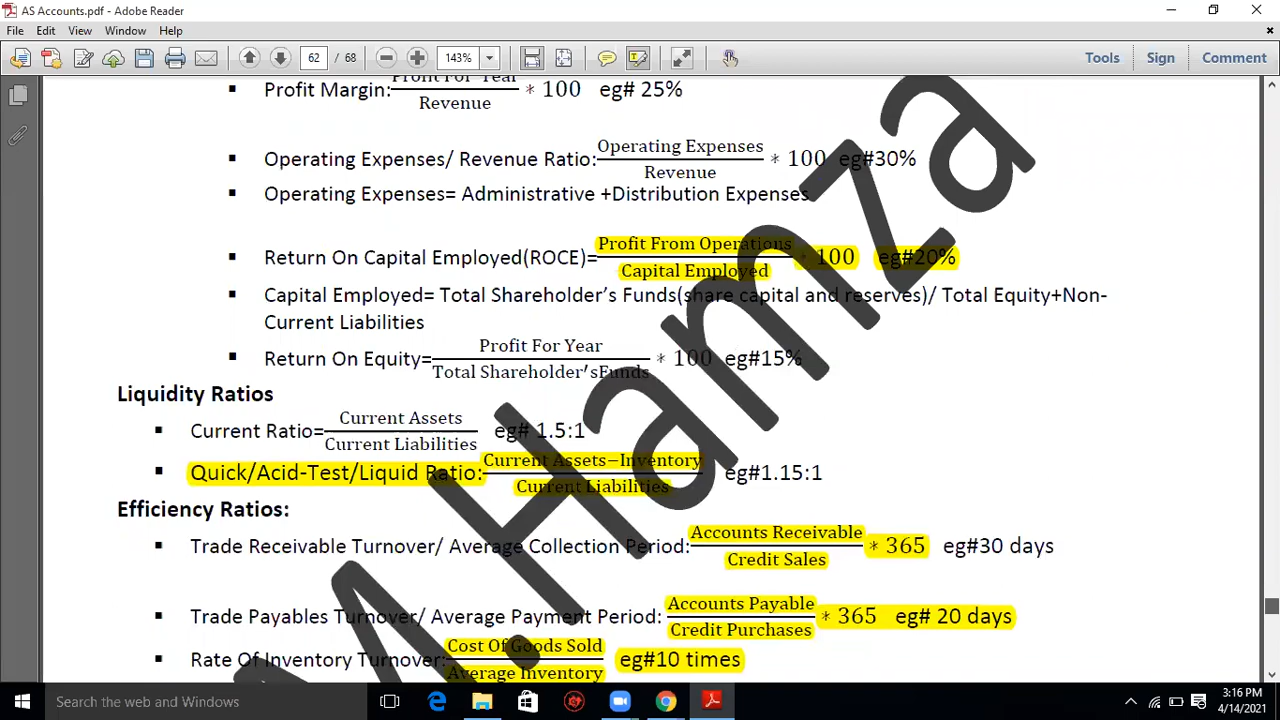 AS Accounts.pdf - Adobe Reader
File Edit View Window Help
62 / 68 143% Tools Sign Comment
Profit For Year
▪ Profit Margin: ∗ 100 eg# 25%
Revenue
Operating Expenses
▪ Operating Expenses/ Revenue Ratio: ∗ 100 eg#30%
Revenue
▪ Operating Expenses= Administrative +Distribution Expenses
Profit From Operations
▪ Return On Capital Employed(ROCE)= ∗ 100 eg#20%
Capital Employed
▪ Capital Employed= Total Shareholder’s Funds(share capital and reserves)/ Total Equity+Non-
Current Liabilities
Profit For Year
▪ Return On Equity= ∗ 100 eg#15%
Total Shareholder′sFunds
Liquidity Ratios
Current Assets
▪ Current Ratio= eg# 1.5:1
Current Liabilities
Current Assets−Inventory
▪ Quick/Acid-Test/Liquid Ratio: eg#1.15:1
Current Liabilities
Efficiency Ratios:
Accounts Receivable
▪ Trade Receivable Turnover/ Average Collection Period: ∗ 365 eg#30 days
Credit Sales
Accounts Payable
▪ Trade Payables Turnover/ Average Payment Period: ∗ 365 eg# 20 days
Credit Purchases
Cost Of Goods Sold
▪ Rate Of Inventory Turnover: eg#10 times
Average Inventory
M.Hamza
Search the web and Windows
3:16 PM
4/14/2021